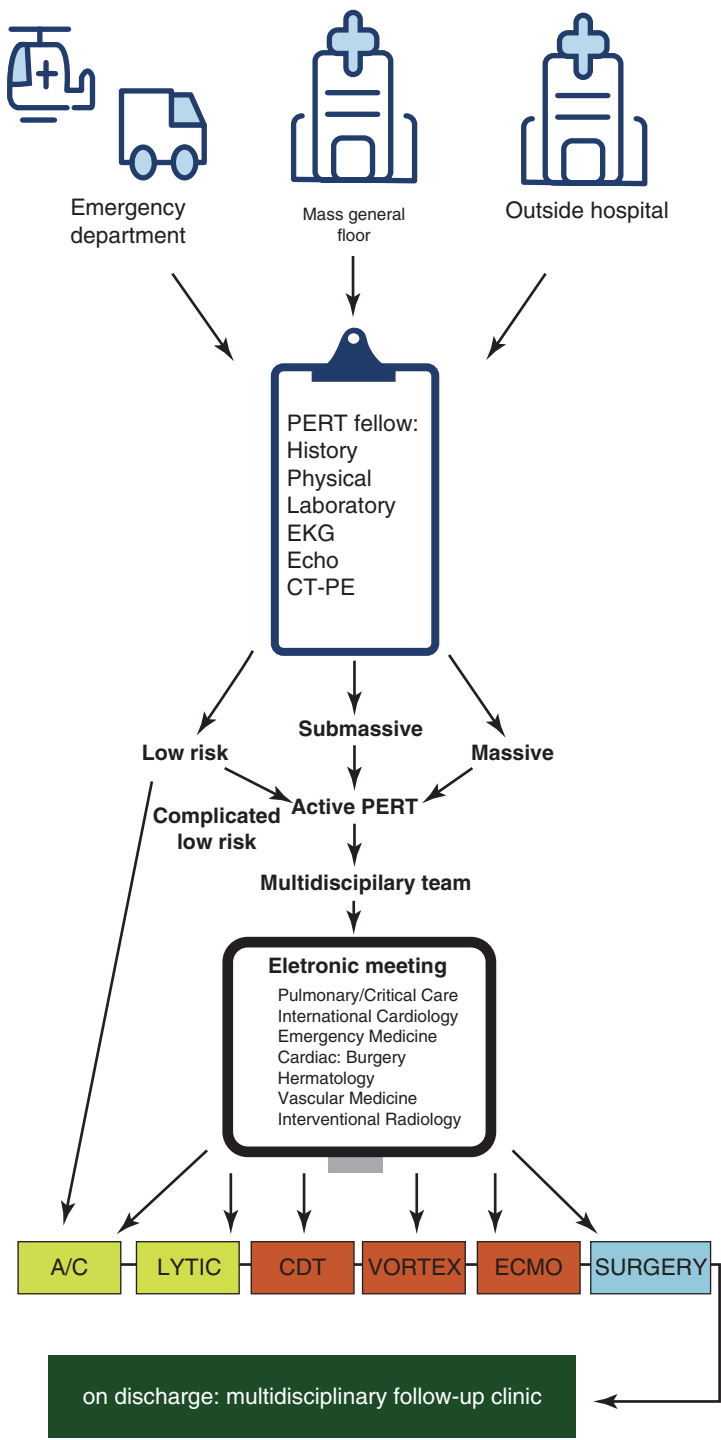 Emergency
department
Mass general
floor
Outside hospital
PERT fellow:
History
Physical
Laboratory
EKG
Echo
CT-PE
Low risk
Submassive
Massive
Complicated
low risk
Active PERT
Multidiscipilary team
Eletronic meeting
Pulmonary/Critical Care
International Cardiology
Emergency Medicine
Cardiac: Burgery
Hermatology
Vascular Medicine
Interventional Radiology
A/C
LYTIC
CDT
VORTEX
ECMO
SURGERY
on discharge: multidisciplinary follow-up clinic